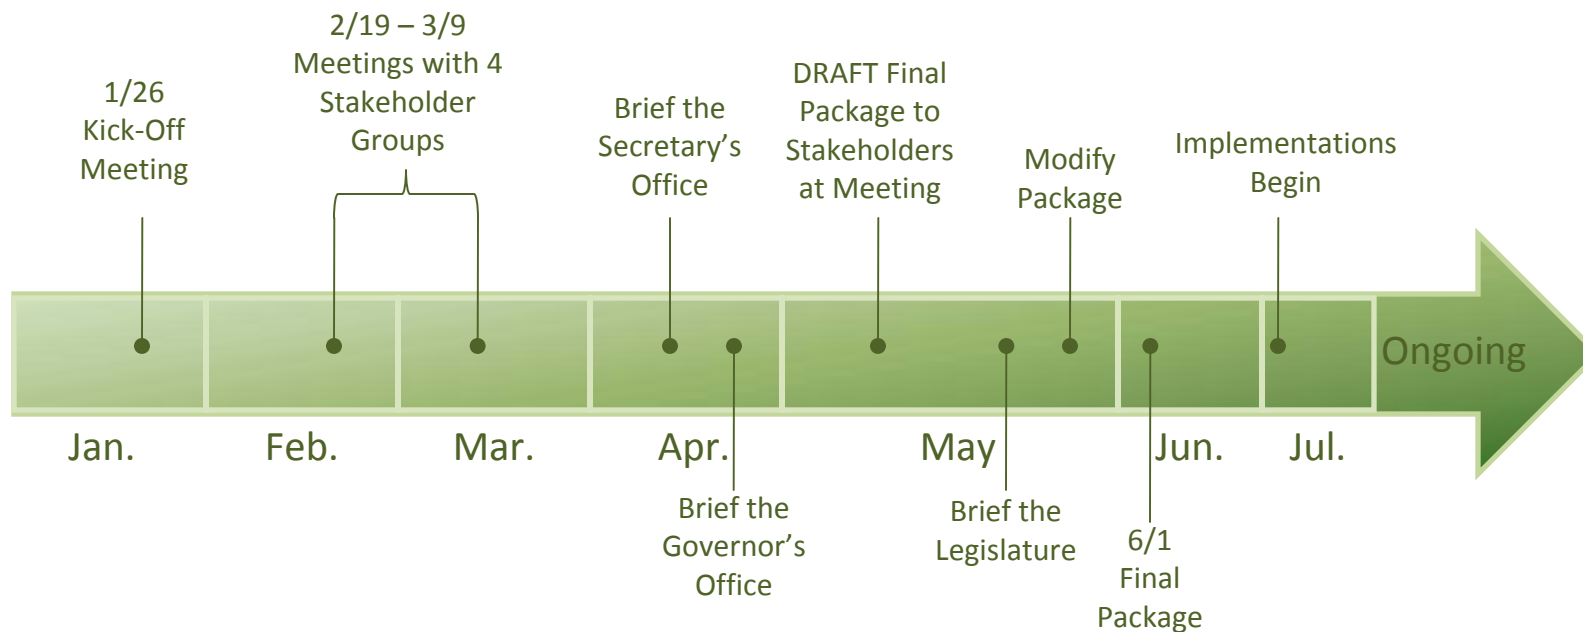 1/26
Kick-Off
Meeting
2/19 – 3/9
Meetings with 4
Stakeholder
Groups
Brief the
Secretary’s
Office
DRAFT Final
Package to
Stakeholders
at Meeting
Modify
Package
Implementations
Begin
Ongoing
Jan.
Feb.
Mar.
Apr.
May
Jun.
Jul.
Brief the
Governor’s
Office
Brief the
Legislature
6/1
Final
Package